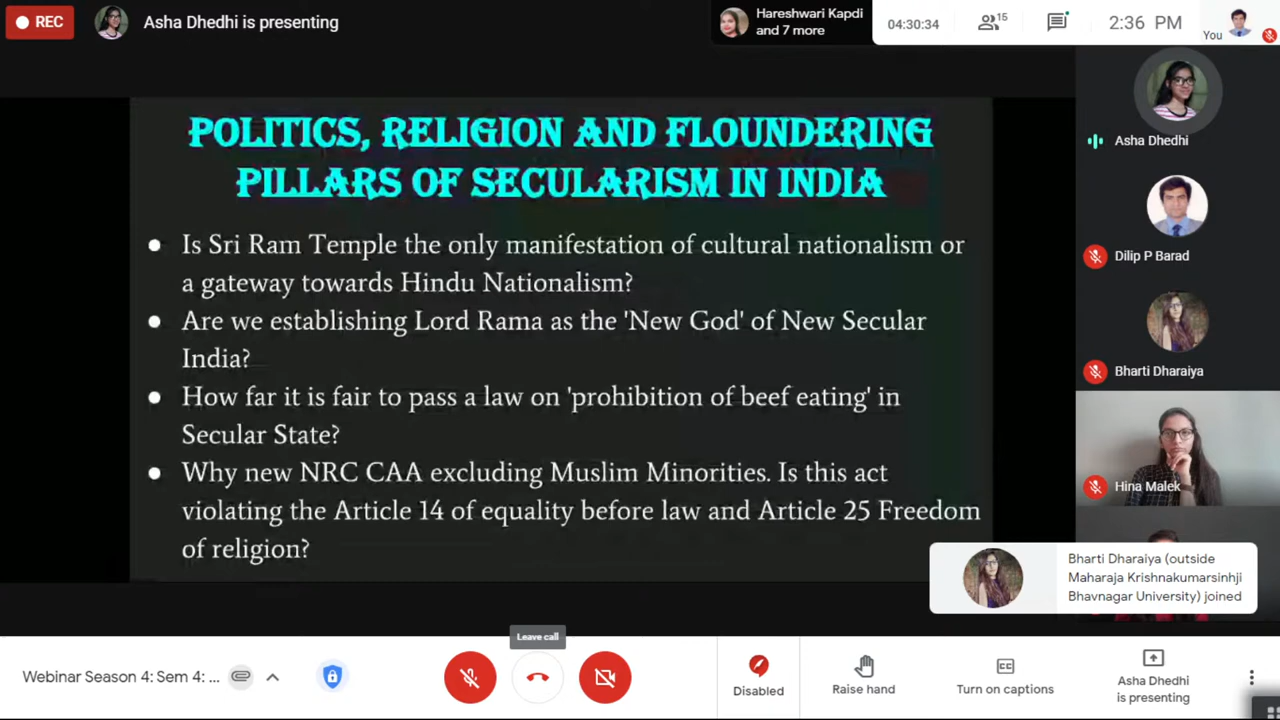 REC
Asha Dhedhi is presenting
Hareshwari Kapdi
and 7 more
04:30:34
15
2:36 PM
You
POLITICS, RELIGION AND FLOUNDERING
PILLARS OF SECULARISM IN INDIA
● Is Sri Ram Temple the only manifestation of cultural nationalism or
a gateway towards Hindu Nationalism?
● Are we establishing Lord Rama as the 'New God' of New Secular
India?
● How far it is fair to pass a law on 'prohibition of beef eating' in
Secular State?
● Why new NRC CAA excluding Muslim Minorities. Is this act
violating the Article 14 of equality before law and Article 25 Freedom
of religion?
Asha Dhedhi
Dilip P Barad
Bharti Dharaiya
Hina Malek
Bharti Dharaiya (outside
Maharaja Krishnakumarsinhji
Bhavnagar University) joined
Leave call
Webinar Season 4: Sem 4: ...
Disabled
Raise hand
CC
Turn on captions
Asha Dhedhi
is presenting